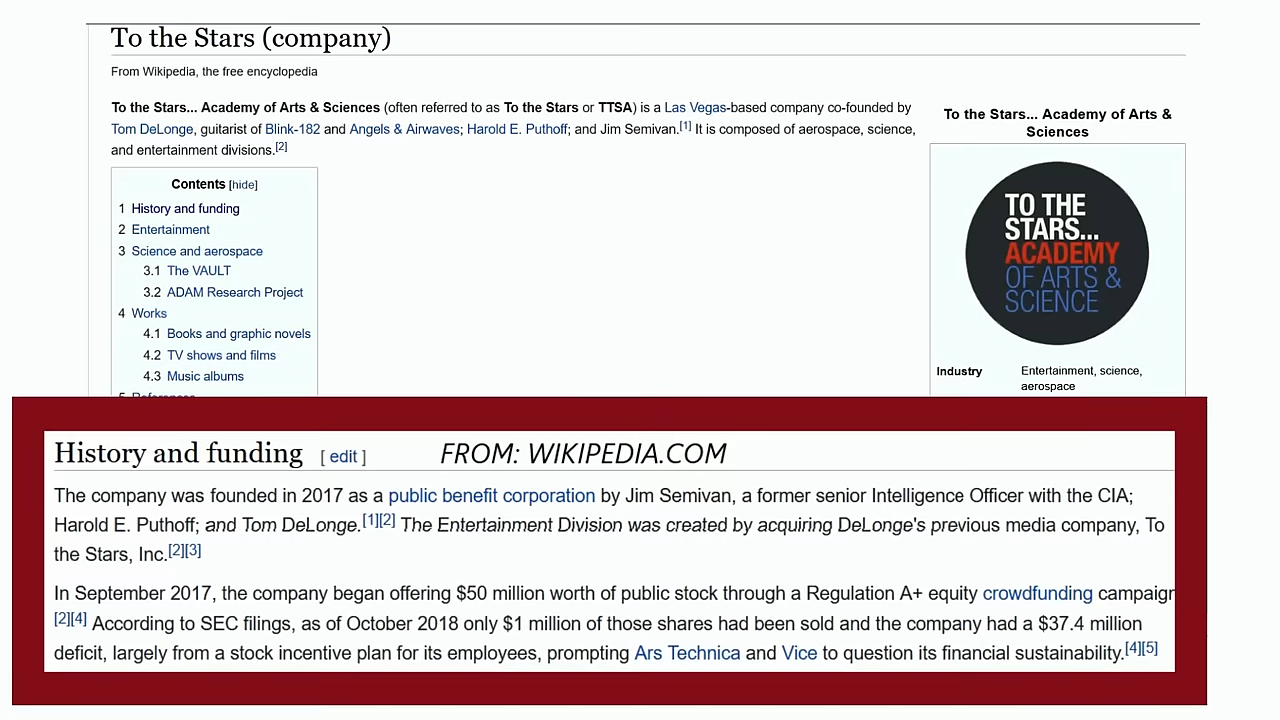 To the Stars (company)
From Wikipedia, the free encyclopedia
To the Stars... Academy of Arts & Sciences (often referred to as To the Stars or TTSA) is a Las Vegas-based company co-founded by
Tom DeLonge, guitarist of Blink-182 and Angels & Airwaves; Harold E. Puthoff; and Jim Semivan.[1] It is composed of aerospace, science,
and entertainment divisions.[2]
Contents [hide]
1 History and funding
2 Entertainment
3 Science and aerospace
3.1 The VAULT
3.2 ADAM Research Project
4 Works
4.1 Books and graphic novels
4.2 TV shows and films
4.3 Music albums
5 References
To the Stars... Academy of Arts &
Sciences
TO THE
STARS...
ACADEMY
OF ARTS &
SCIENCE
Industry Entertainment, science,
aerospace
History and funding [ edit ] FROM: WIKIPEDIA.COM
The company was founded in 2017 as a public benefit corporation by Jim Semivan, a former senior Intelligence Officer with the CIA;
Harold E. Puthoff; and Tom DeLonge.[1][2] The Entertainment Division was created by acquiring DeLonge's previous media company, To
the Stars, Inc.[2][3]
In September 2017, the company began offering $50 million worth of public stock through a Regulation A+ equity crowdfunding campaigr
[2][4] According to SEC filings, as of October 2018 only $1 million of those shares had been sold and the company had a $37.4 million
deficit, largely from a stock incentive plan for its employees, prompting Ars Technica and Vice to question its financial sustainability.[4][5]